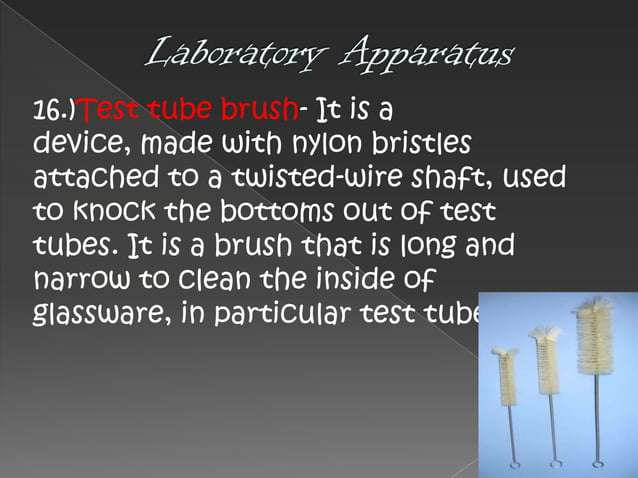 Laboratory Apparatus
16.)Test tube brush- It is a
device, made with nylon bristles
attached to a twisted-wire shaft, used
to knock the bottoms out of test
tubes. It is a brush that is long and
narrow to clean the inside of
glassware, in particular test tube